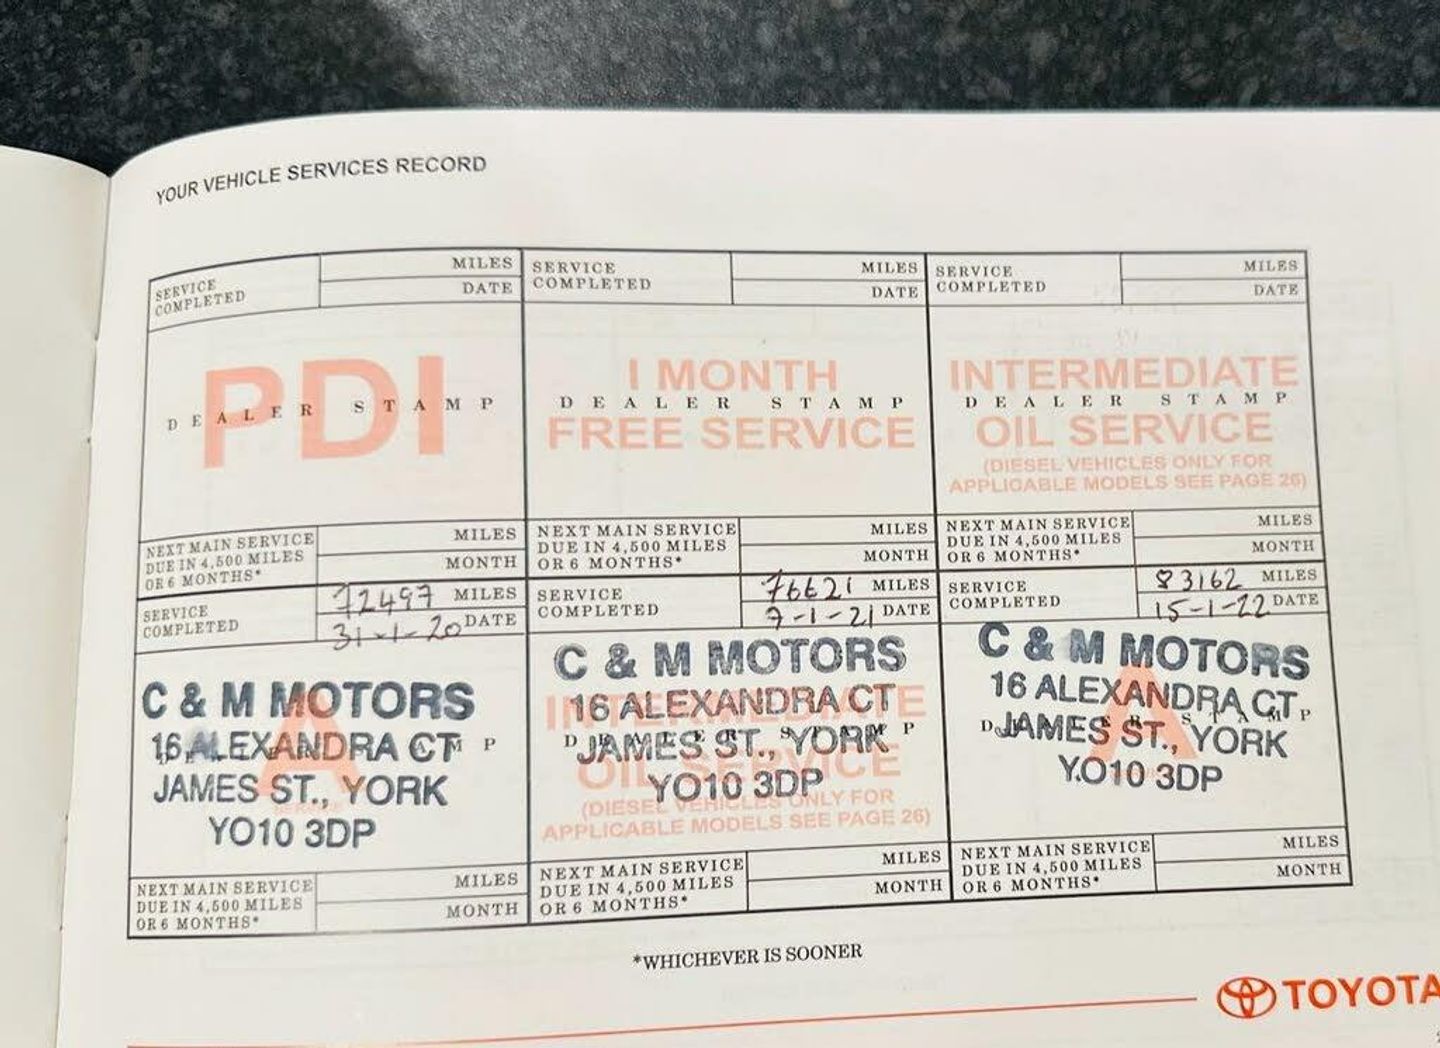 YOUR VEHICLE SERVICES RECORD
SERVICE COMPLETED
MILES
DATE
PDI
DEALER STAMP
NEXT MAIN SERVICE
DUE IN 4,500 MILES
OR 6 MONTHS*
MILES
MONTH
SERVICE
COMPLETED
MILES
DATE
1 MONTH
DEALER STAMP
FREE SERVICE
NEXT MAIN SERVICE
DUE IN 4,500 MILES
OR 6 MONTHS*
MILES
MONTH
SERVICE
COMPLETED
MILES
DATE
INTERMEDIATE
DEALER STAMP
OIL SERVICE
(DIESEL VEHICLES ONLY FOR
APPLICABLE MODELS SEE PAGE 26)
NEXT MAIN SERVICE
DUE IN 4,500 MILES
OR 6 MONTHS*
MILES
MONTH
SERVICE
COMPLETED
72497 MILES
31-1-20 DATE
C & M MOTORS
16 ALEXANDRA CT
JAMES ST., YORK
YO10 3DP
A
NEXT MAIN SERVICE
DUE IN 4,500 MILES
OR 6 MONTHS*
MILES
MONTH
SERVICE
COMPLETED
76621 MILES
7-1-21 DATE
C & M MOTORS
INTERMEDIATE
16 ALEXANDRA CT
DEALER STAMP
JAMES ST., YORK
OIL SERVICE
YO10 3DP
(DIESEL VEHICLES ONLY FOR
APPLICABLE MODELS SEE PAGE 26)
NEXT MAIN SERVICE
DUE IN 4,500 MILES
OR 6 MONTHS*
MILES
MONTH
SERVICE
COMPLETED
83162 MILES
15-1-22 DATE
C & M MOTORS
16 ALEXANDRA CT
DEALER STAMP
JAMES ST., YORK
A
YO10 3DP
NEXT MAIN SERVICE
DUE IN 4,500 MILES
OR 6 MONTHS*
MILES
MONTH
*WHICHEVER IS SOONER
TOYOTA